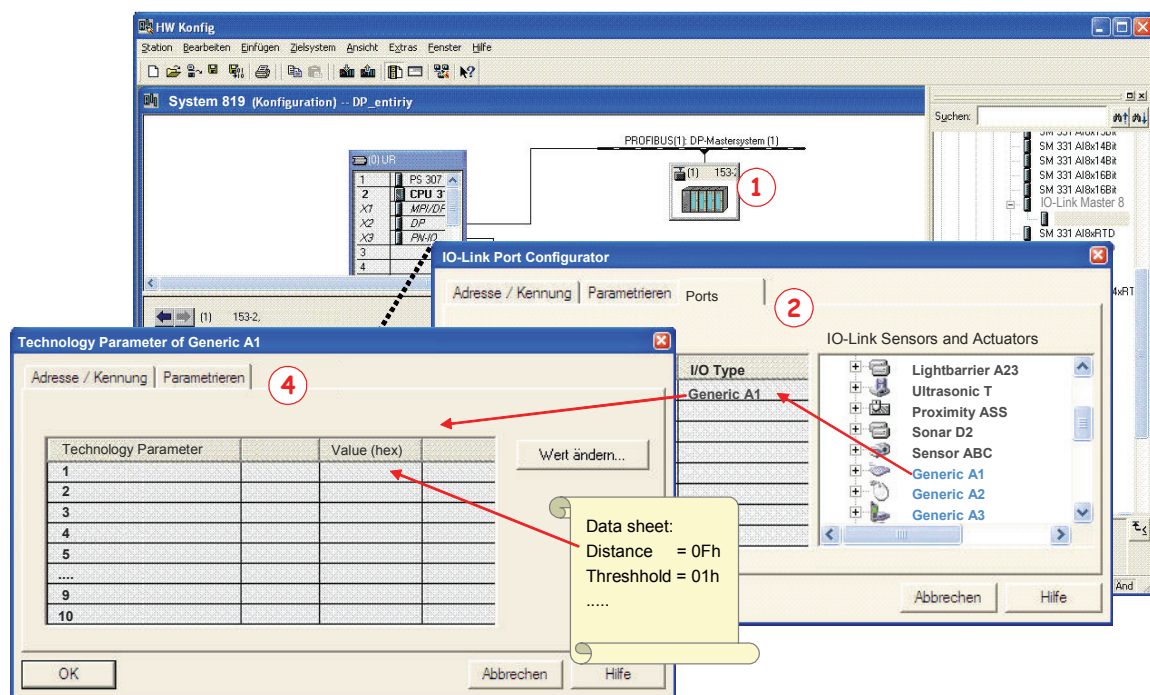 HW Konfig
Station Bearbeiten Einfügen Zielsystem Ansicht Extras Fenster Hilfe
System 819 (Konfiguration) -- DP_entiriy
Suchen:
PROFIBUS(1): DP-Mastersystem (1)
(0) UR
1 PS 307
2 CPU 31
X1 MPI/DP
X2 DP
X3 PN-IO
3
4
(1) 153-2
1
SM 331 AI8x13Bit
SM 331 AI8x14Bit
SM 331 AI8x14Bit
SM 331 AI8x16Bit
SM 331 AI8x16Bit
IO-Link Master 8
SM 331 AI8xRTD
4xRT
(1) 153-2,
IO-Link Port Configurator
Adresse / Kennung Parametrieren Ports
2
I/O Type
Generic A1
IO-Link Sensors and Actuators
Lightbarrier A23
Ultrasonic T
Proximity ASS
Sonar D2
Sensor ABC
Generic A1
Generic A2
Generic A3
Abbrechen Hilfe
And
Technology Parameter of Generic A1
Adresse / Kennung Parametrieren
4
Technology Parameter Value (hex)
1
2
3
4
5
....
9
10
Wert ändern...
Data sheet:
Distance = 0Fh
Threshhold = 01h
.....
OK Abbrechen Hilfe